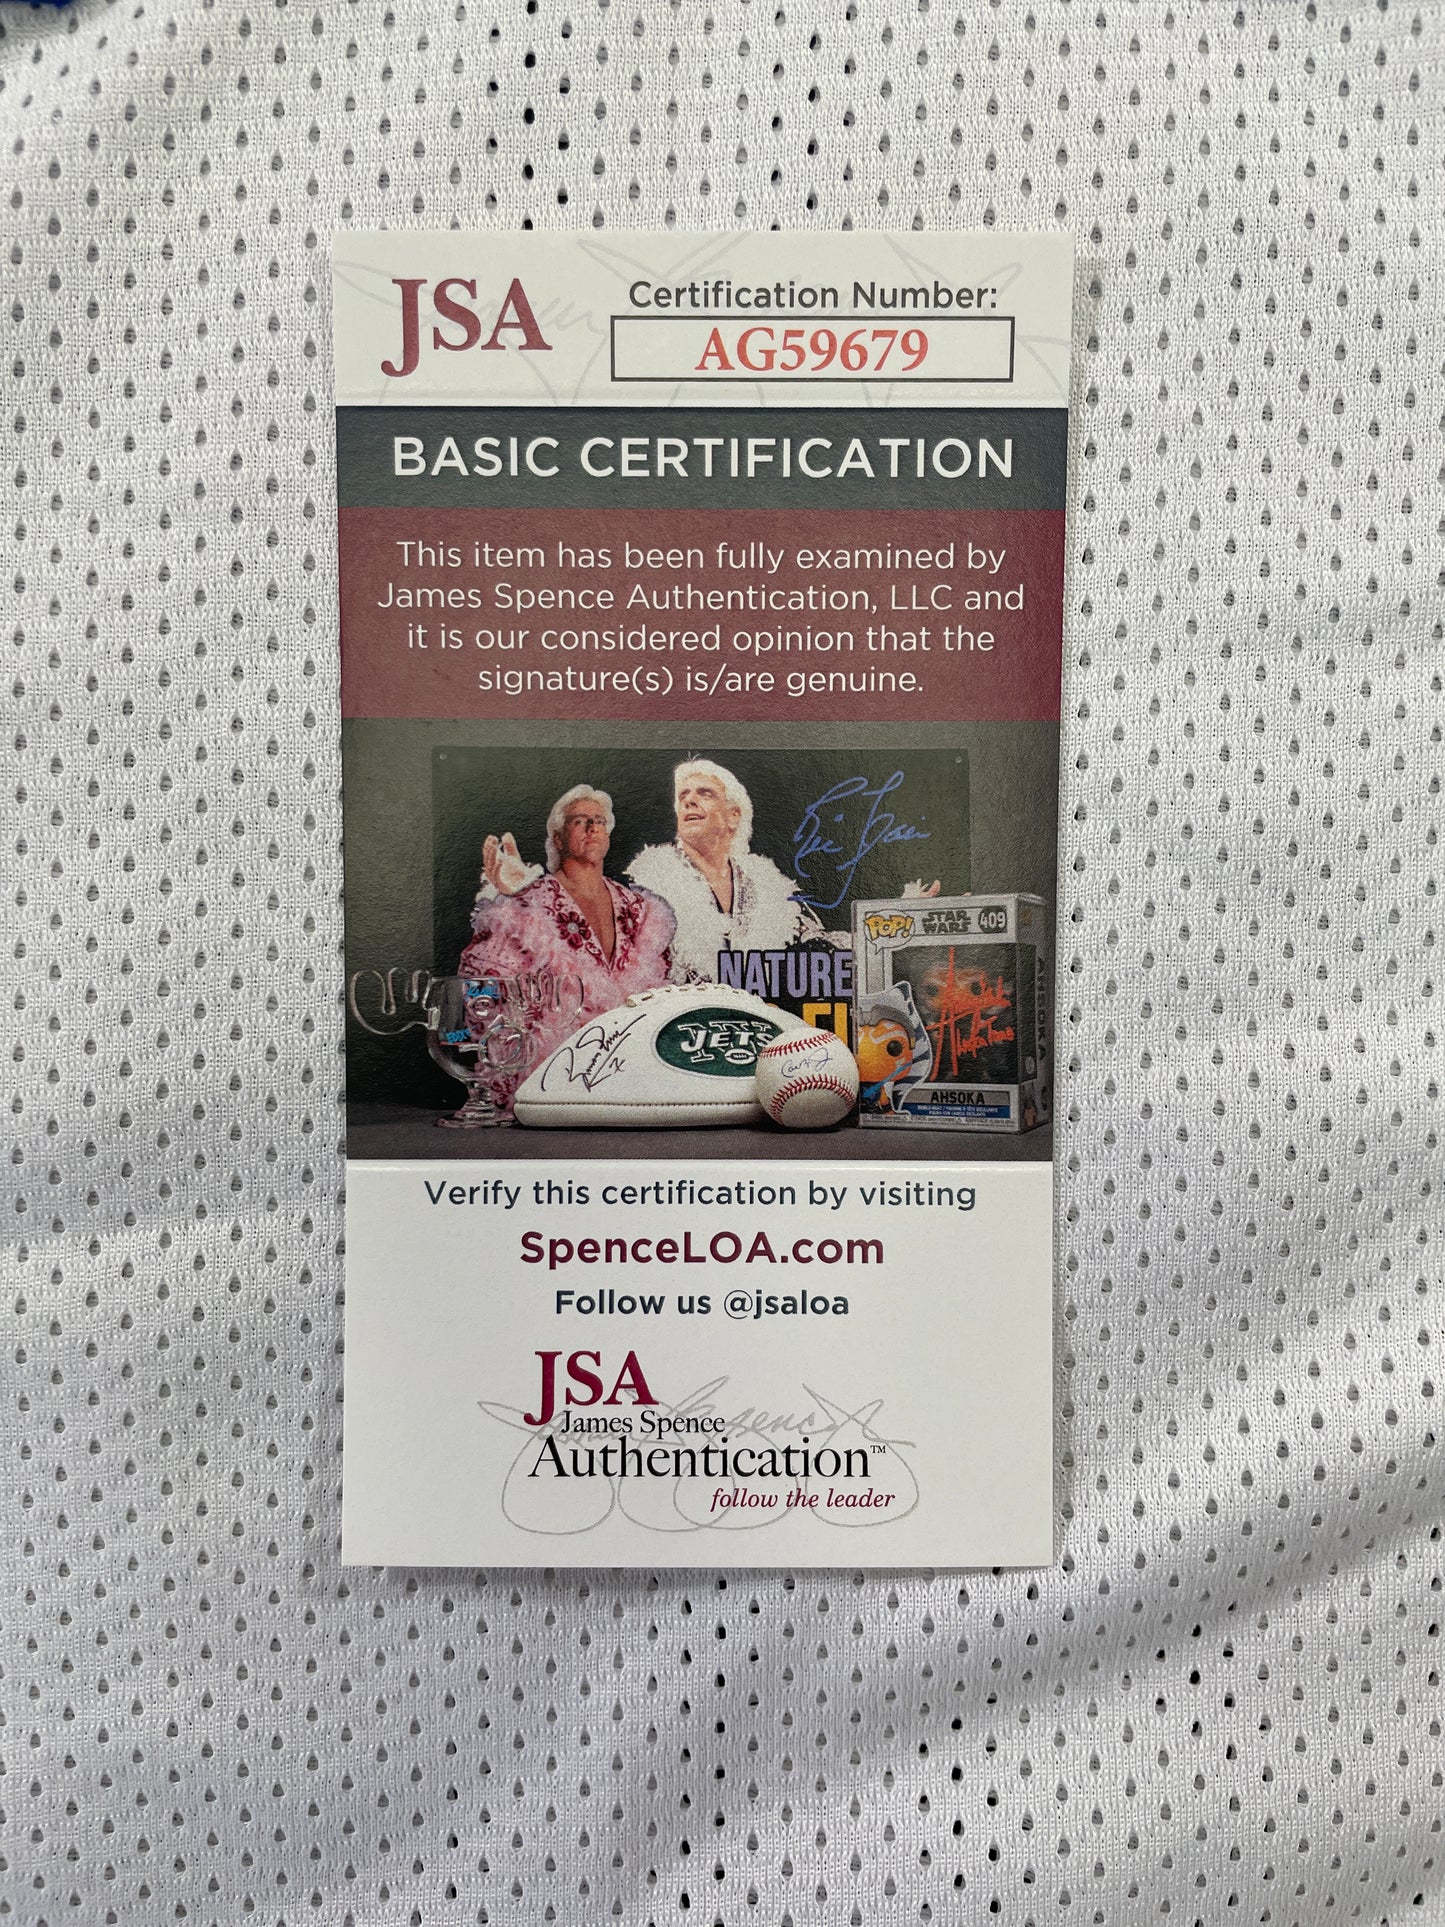 JSA
Certification Number:
AG59679
BASIC CERTIFICATION
This item has been fully examined by
James Spence Authentication, LLC and
it is our considered opinion that the
signature(s) is/are genuine.
NATURE
POP!
STAR
WARS
409
JETS
AHSOKA
AHSOKA
Verify this certification by visiting
SpenceLOA.com
Follow us @jsaloa
JSA
James Spence
Authentication™
follow the leader